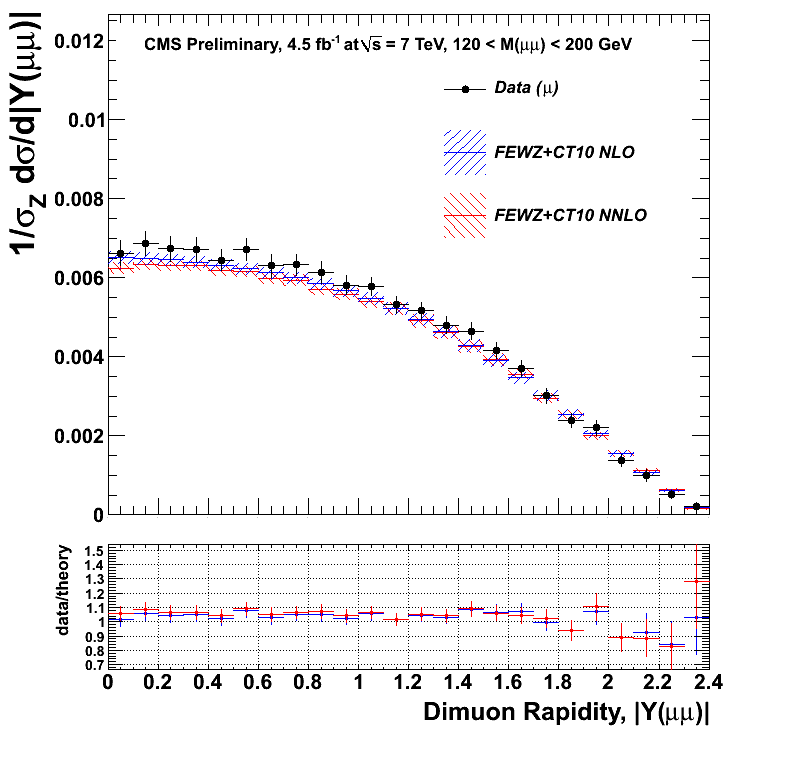 1/σZ dσ/d|Y(μμ)|
CMS Preliminary, 4.5 fb⁻¹ at √s = 7 TeV, 120 < M(μμ) < 200 GeV
Data (μ)
FEWZ+CT10 NLO
FEWZ+CT10 NNLO
0.012
0.01
0.008
0.006
0.004
0.002
0
data/theory
1.5
1.4
1.3
1.2
1.1
1
0.9
0.8
0.7
0 0.2 0.4 0.6 0.8 1 1.2 1.4 1.6 1.8 2 2.2 2.4
Dimuon Rapidity, |Y(μμ)|